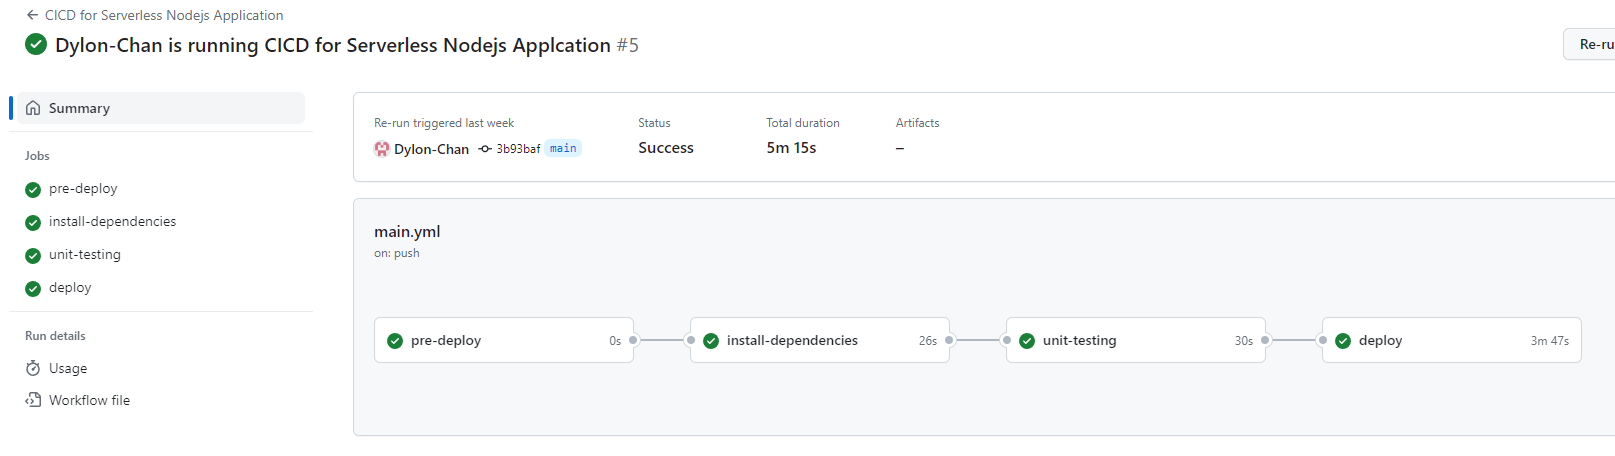 CICD for Serverless Nodejs Application
Dylon-Chan is running CICD for Serverless Nodejs Applcation #5
Re-ru
Summary
Jobs
pre-deploy
install-dependencies
unit-testing
deploy
Run details
Usage
Workflow file
Re-run triggered last week
Dylon-Chan 3b93baf main
Status
Success
Total duration
5m 15s
Artifacts
–
main.yml
on: push
pre-deploy 0s
install-dependencies 26s
unit-testing 30s
deploy 3m 47s